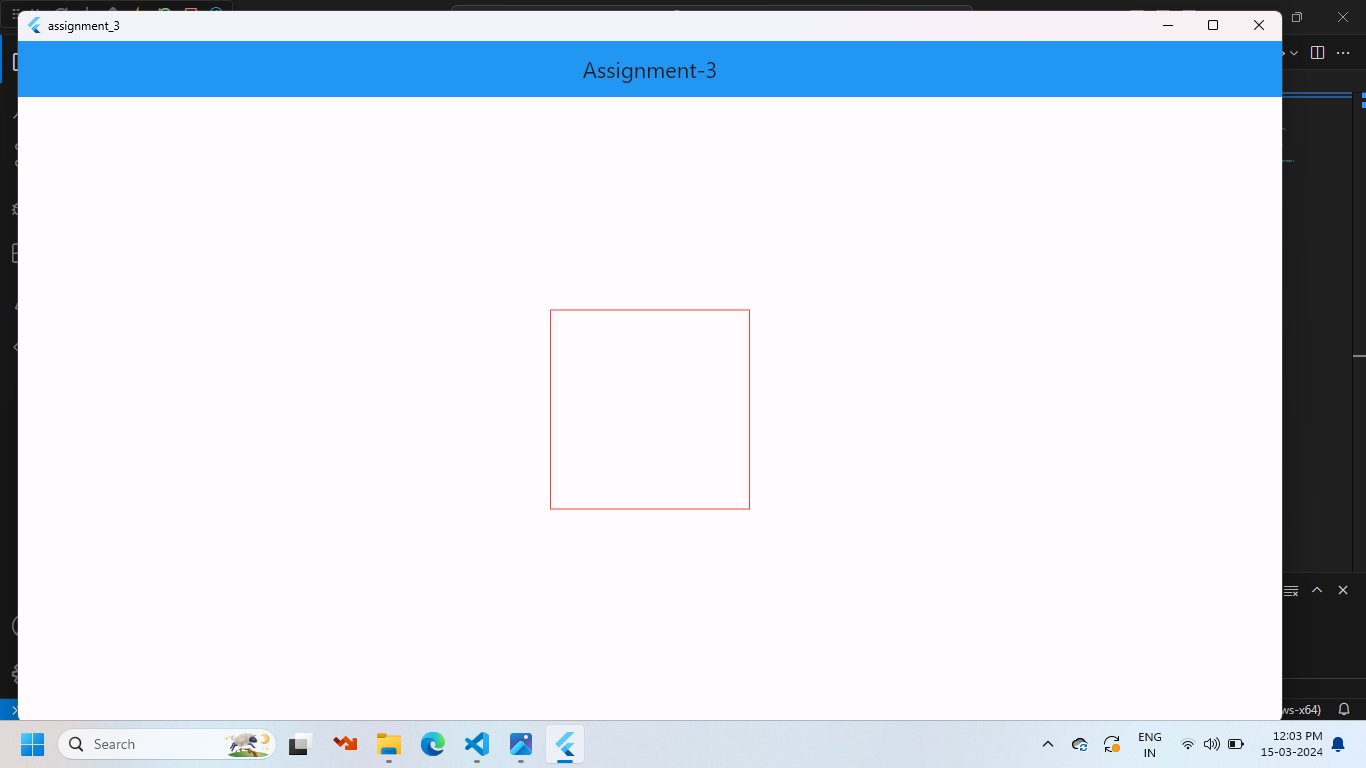 assignment_3
Assignment-3
ws-x64)
Search
ENG
IN
12:03 PM
15-03-2024